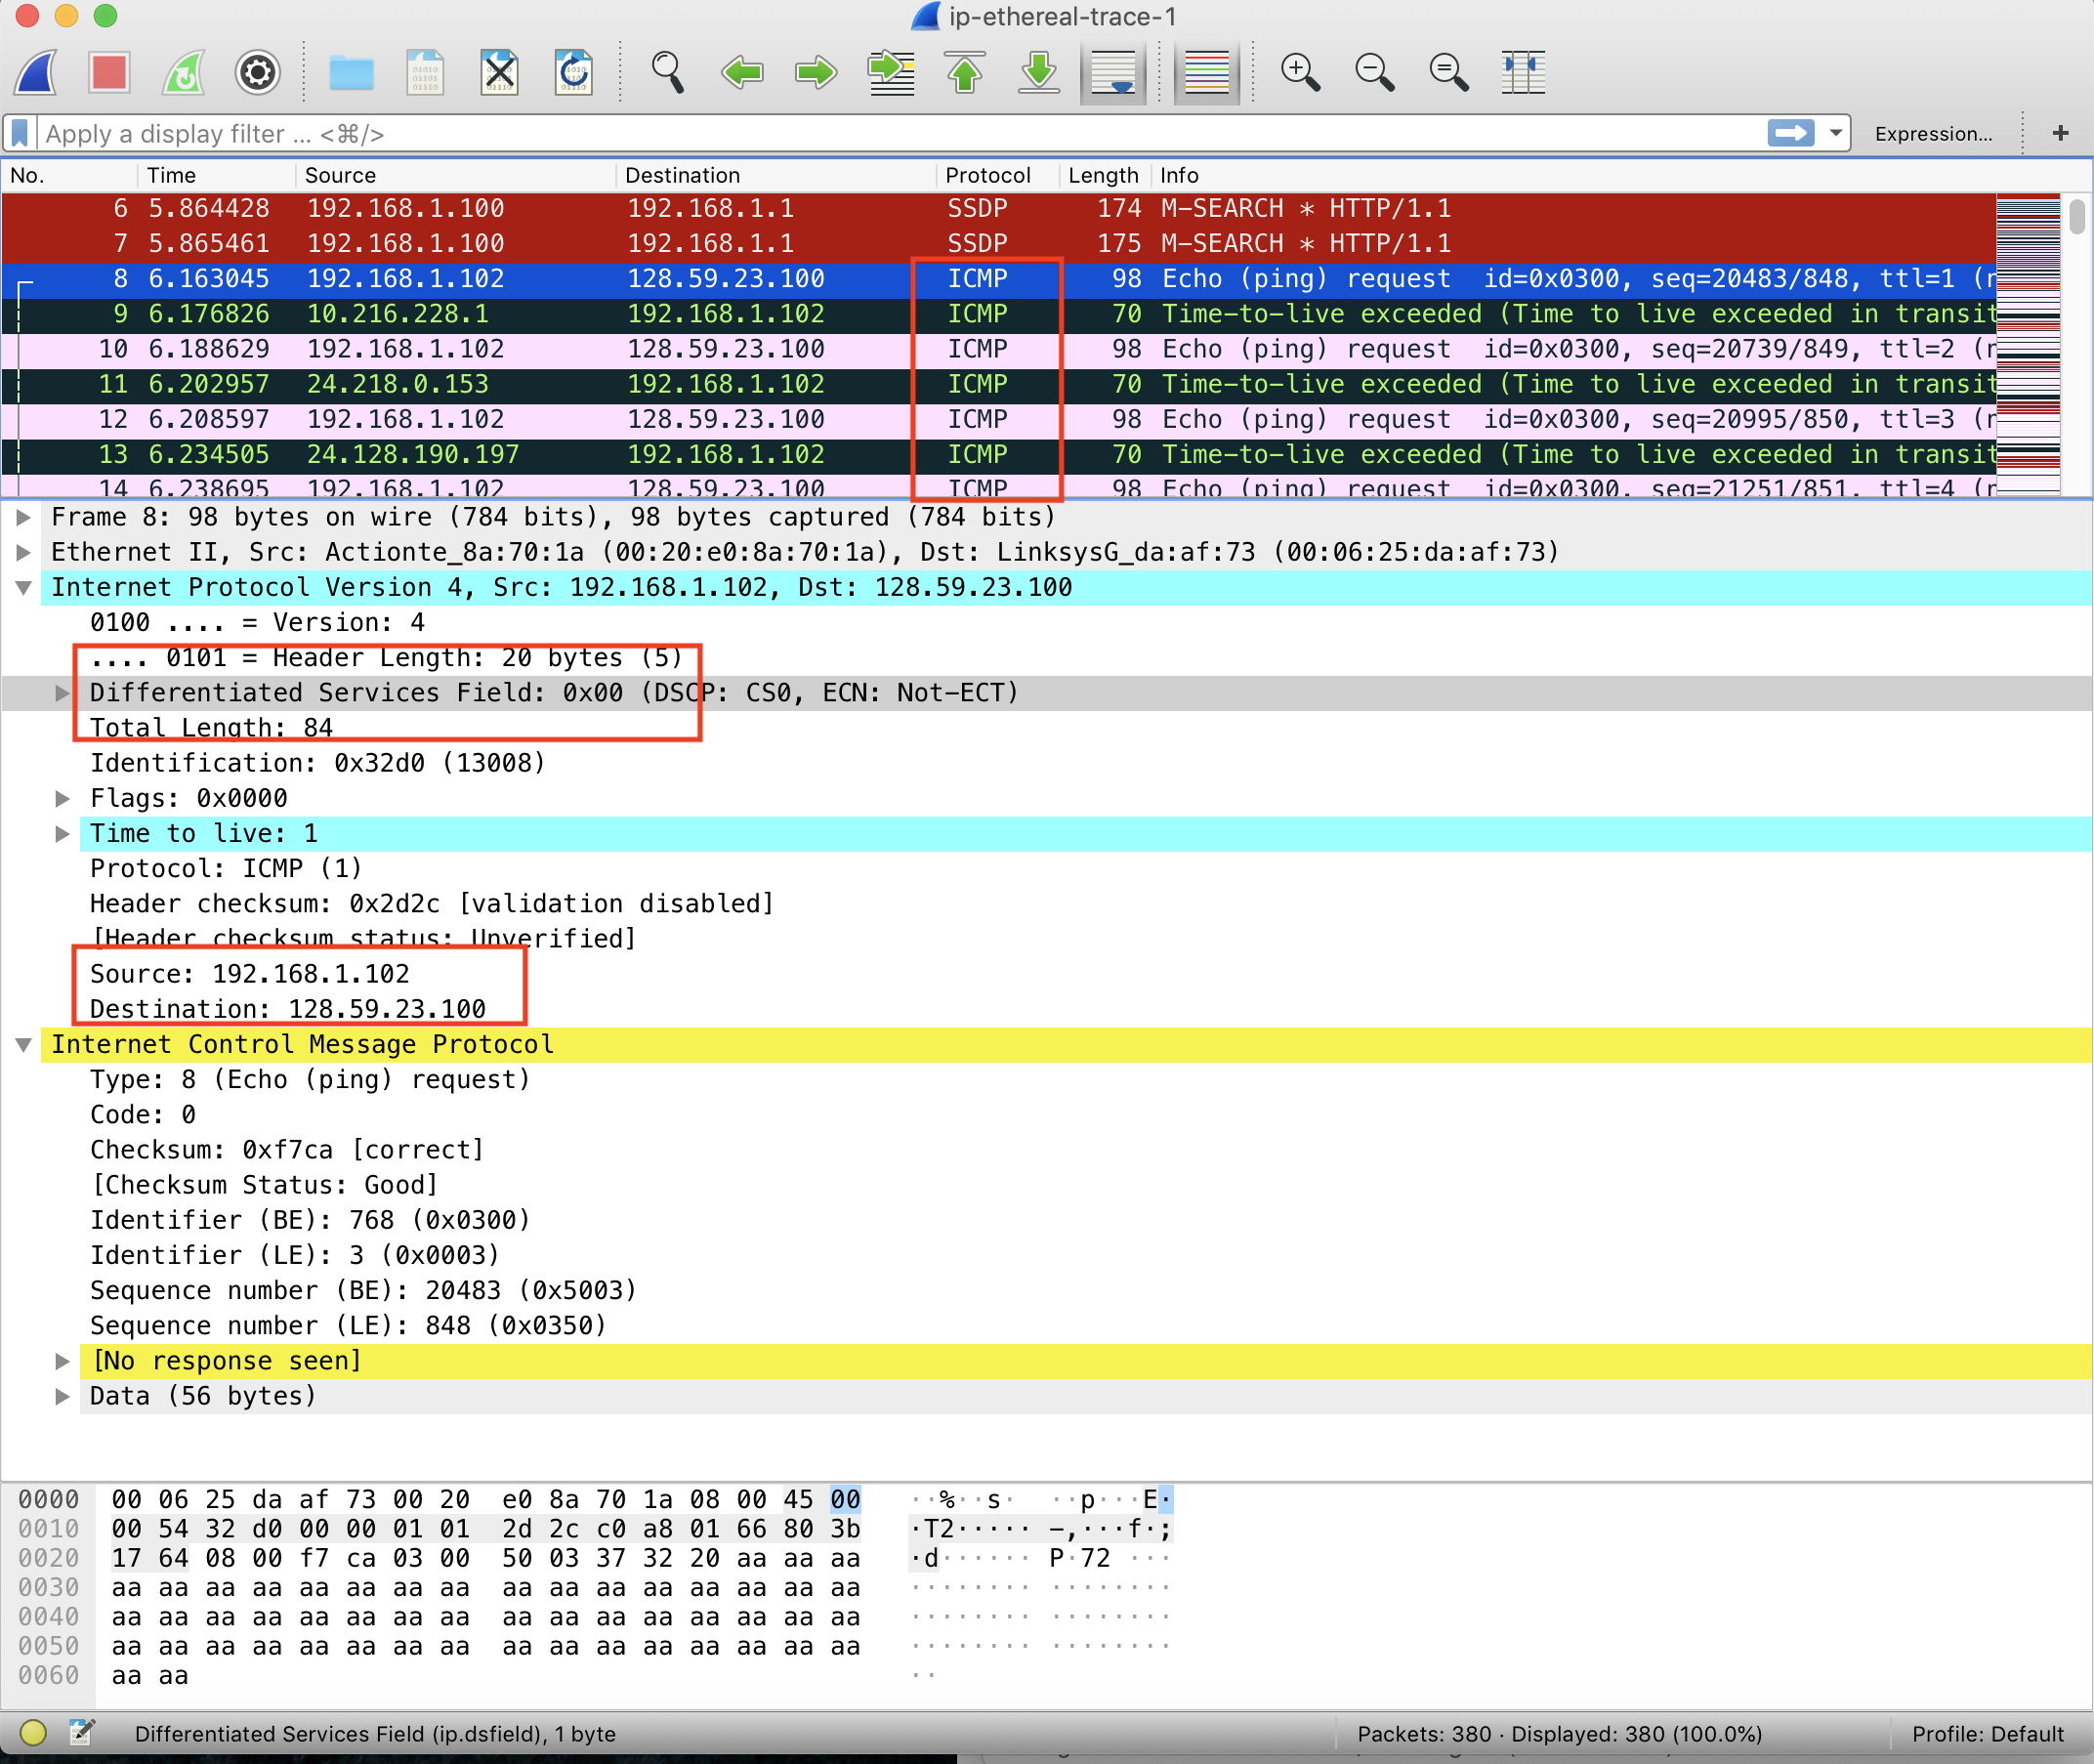 ip-ethereal-trace-1
Apply a display filter ... <⌘/>
Expression...
+
No. Time Source Destination Protocol Length Info
6 5.864428 192.168.1.100 192.168.1.1 SSDP 174 M-SEARCH * HTTP/1.1
7 5.865461 192.168.1.100 192.168.1.1 SSDP 175 M-SEARCH * HTTP/1.1
8 6.163045 192.168.1.102 128.59.23.100 ICMP 98 Echo (ping) request id=0x0300, seq=20483/848, ttl=1 (r
9 6.176826 10.216.228.1 192.168.1.102 ICMP 70 Time-to-live exceeded (Time to live exceeded in transit
10 6.188629 192.168.1.102 128.59.23.100 ICMP 98 Echo (ping) request id=0x0300, seq=20739/849, ttl=2 (r
11 6.202957 24.218.0.153 192.168.1.102 ICMP 70 Time-to-live exceeded (Time to live exceeded in transit
12 6.208597 192.168.1.102 128.59.23.100 ICMP 98 Echo (ping) request id=0x0300, seq=20995/850, ttl=3 (r
13 6.234505 24.128.190.197 192.168.1.102 ICMP 70 Time-to-live exceeded (Time to live exceeded in transit
14 6.238695 192.168.1.102 128.59.23.100 ICMP 98 Echo (ping) request id=0x0300, seq=21251/851, ttl=4 (r
Frame 8: 98 bytes on wire (784 bits), 98 bytes captured (784 bits)
Ethernet II, Src: Actionte_8a:70:1a (00:20:e0:8a:70:1a), Dst: LinksysG_da:af:73 (00:06:25:da:af:73)
Internet Protocol Version 4, Src: 192.168.1.102, Dst: 128.59.23.100
0100 .... = Version: 4
.... 0101 = Header Length: 20 bytes (5)
Differentiated Services Field: 0x00 (DSCP: CS0, ECN: Not-ECT)
Total Length: 84
Identification: 0x32d0 (13008)
Flags: 0x0000
Time to live: 1
Protocol: ICMP (1)
Header checksum: 0x2d2c [validation disabled]
[Header checksum status: Unverified]
Source: 192.168.1.102
Destination: 128.59.23.100
Internet Control Message Protocol
Type: 8 (Echo (ping) request)
Code: 0
Checksum: 0xf7ca [correct]
[Checksum Status: Good]
Identifier (BE): 768 (0x0300)
Identifier (LE): 3 (0x0003)
Sequence number (BE): 20483 (0x5003)
Sequence number (LE): 848 (0x0350)
[No response seen]
Data (56 bytes)
0000 00 06 25 da af 73 00 20 e0 8a 70 1a 08 00 45 00 ··%··s· ··p···E·
0010 00 54 32 d0 00 00 01 01 2d 2c c0 a8 01 66 80 3b ·T2····· -,···f·;
0020 17 64 08 00 f7 ca 03 00 50 03 37 32 20 aa aa aa ·d······ P·72 ···
0030 aa aa aa aa aa aa aa aa aa aa aa aa aa aa aa aa ········ ········
0040 aa aa aa aa aa aa aa aa aa aa aa aa aa aa aa aa ········ ········
0050 aa aa aa aa aa aa aa aa aa aa aa aa aa aa aa aa ········ ········
0060 aa aa ··
Differentiated Services Field (ip.dsfield), 1 byte
Packets: 380 · Displayed: 380 (100.0%)
Profile: Default